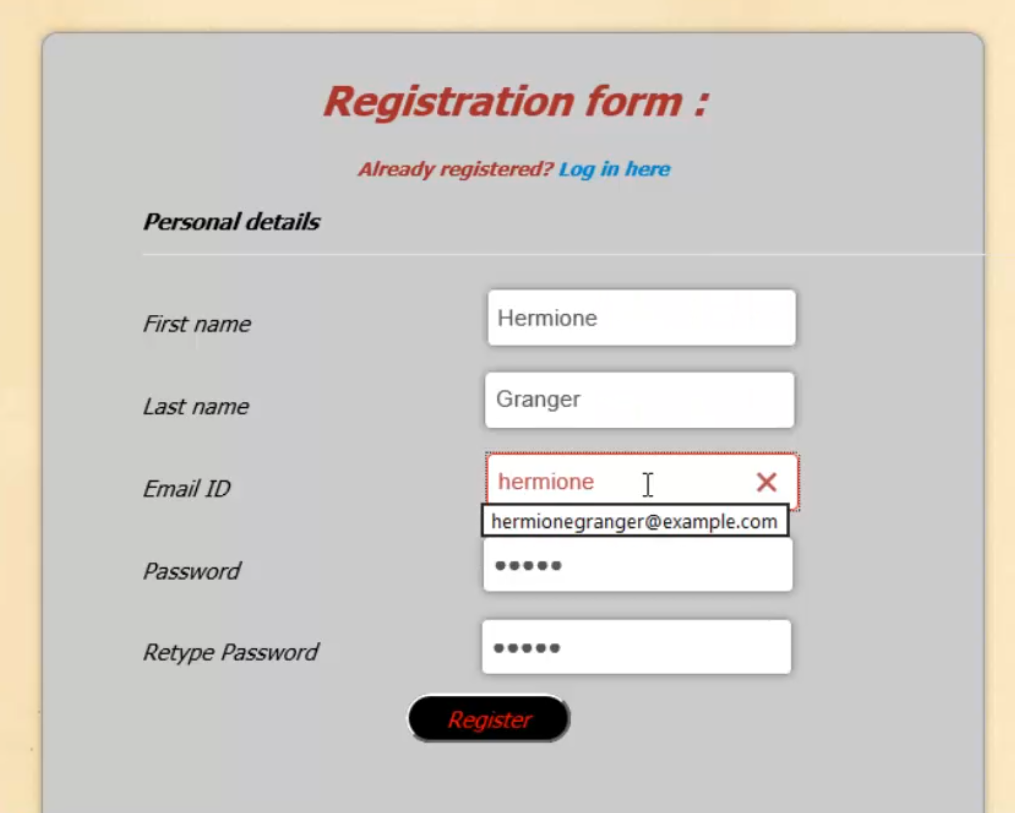 Registration form :
Already registered? Log in here
Personal details
First name Hermione
Last name Granger
Email ID hermione
hermionegranger@example.com
Password •••••
Retype Password •••••
Register